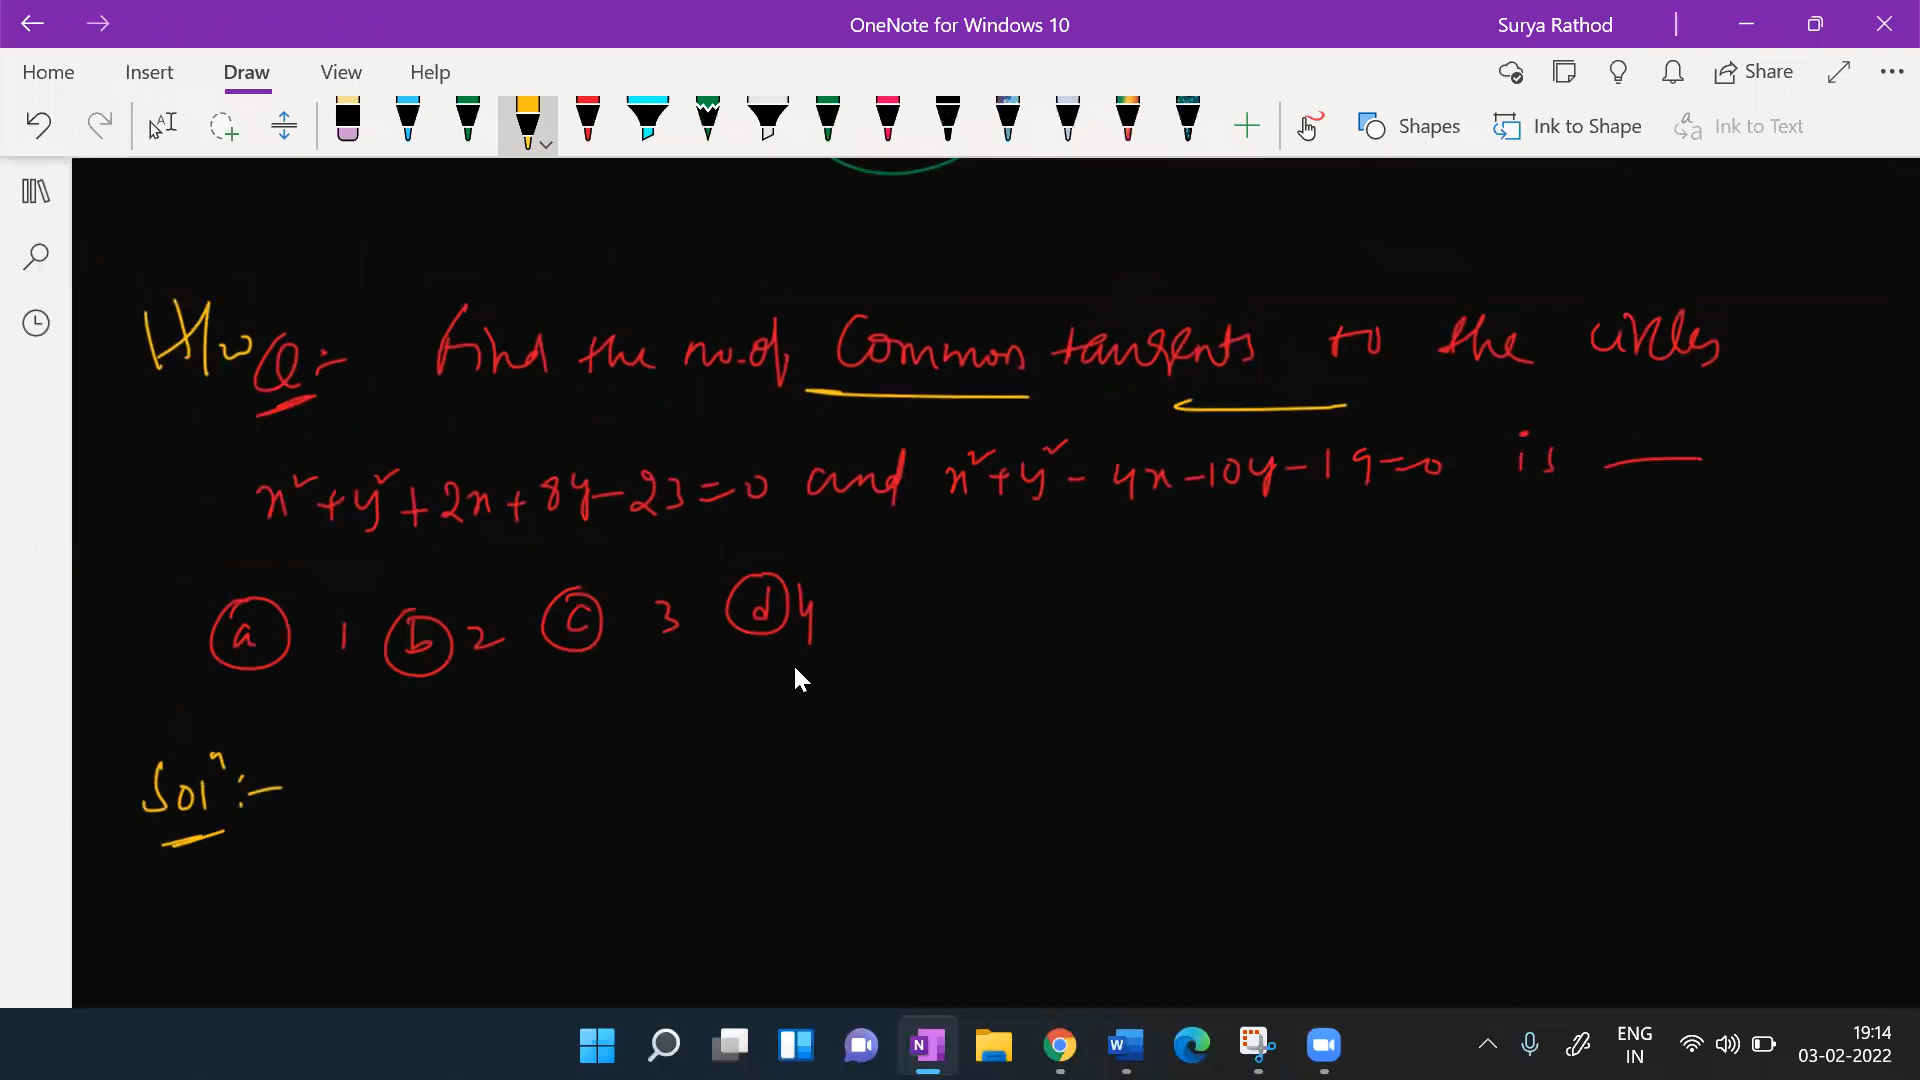 OneNote for Windows 10
Surya Rathod
Home Insert Draw View Help
Share
Shapes Ink to Shape Ink to Text
H/w Q:- Find the no.of Common tangents to the circles
x²+y²+2x+8y-23=0 and x²+y²-4x-10y-19=0 is ___
(a) 1 (b) 2 (c) 3 (d) 4
Solⁿ:-
ENG
IN
19:14
03-02-2022